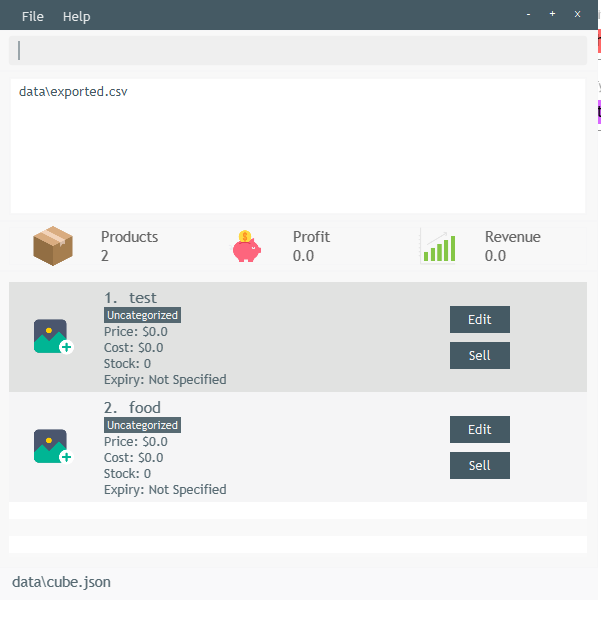 File Help - + x
data\exported.csv
Products
2
Profit
0.0
Revenue
0.0
1. test
Uncategorized
Price: $0.0
Cost: $0.0
Stock: 0
Expiry: Not Specified
Edit
Sell
2. food
Uncategorized
Price: $0.0
Cost: $0.0
Stock: 0
Expiry: Not Specified
Edit
Sell
data\cube.json